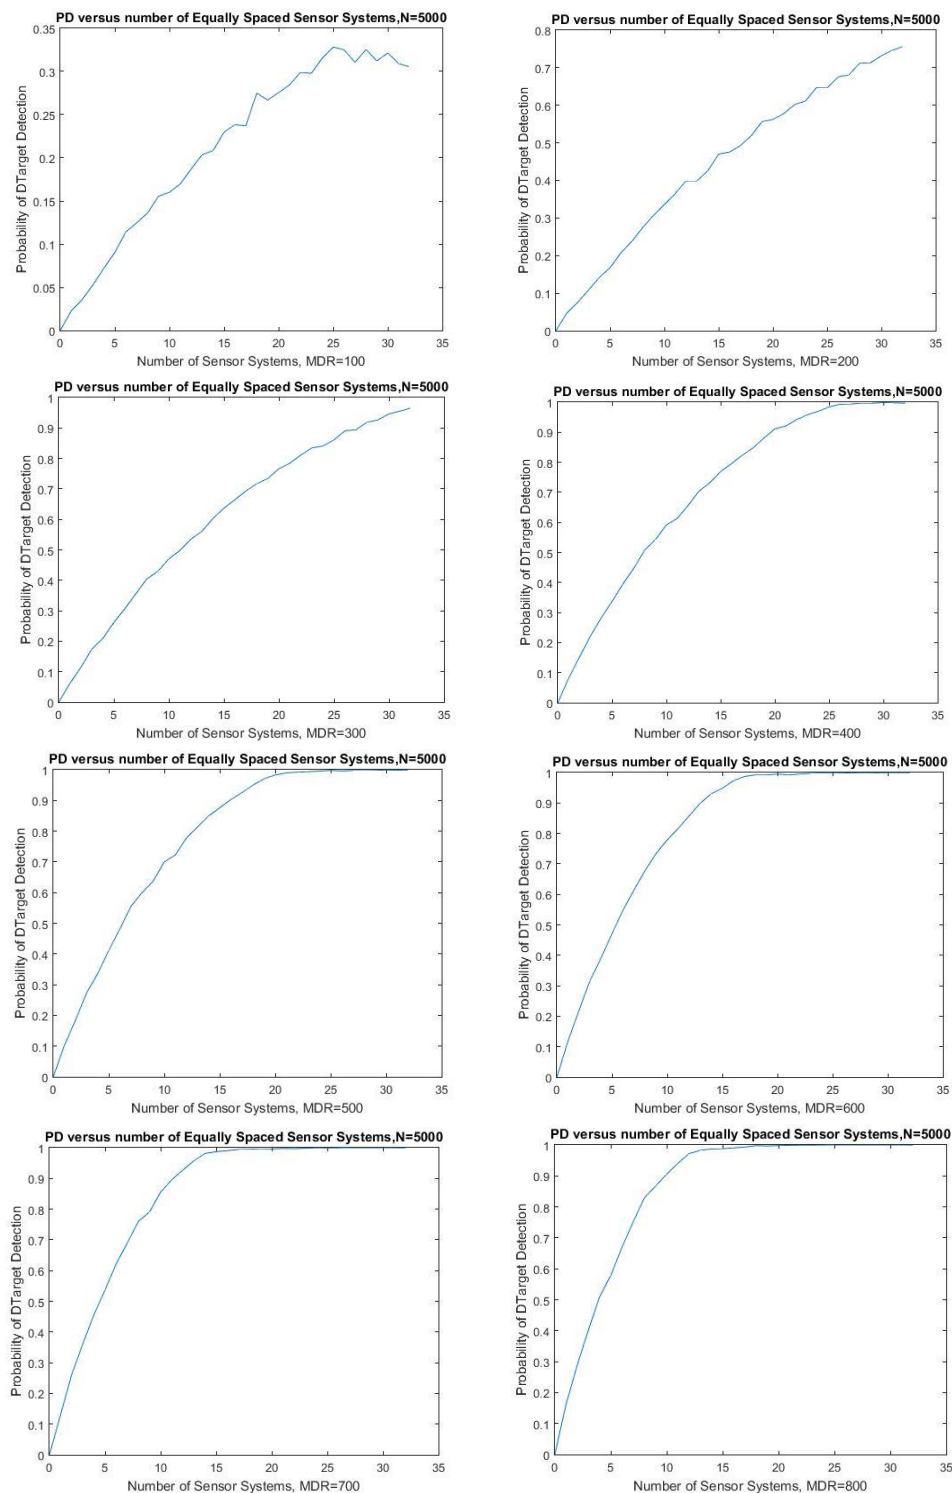 PD versus number of Equally Spaced Sensor Systems,N=5000
Probability of DTarget Detection
0.35
0.3
0.25
0.2
0.15
0.1
0.05
0
0 5 10 15 20 25 30 35
Number of Sensor Systems, MDR=100
PD versus number of Equally Spaced Sensor Systems,N=5000
Probability of DTarget Detection
0.8
0.7
0.6
0.5
0.4
0.3
0.2
0.1
0
0 5 10 15 20 25 30 35
Number of Sensor Systems, MDR=200
PD versus number of Equally Spaced Sensor Systems,N=5000
Probability of DTarget Detection
1
0.9
0.8
0.7
0.6
0.5
0.4
0.3
0.2
0.1
0
0 5 10 15 20 25 30 35
Number of Sensor Systems, MDR=300
PD versus number of Equally Spaced Sensor Systems,N=5000
Probability of DTarget Detection
1
0.9
0.8
0.7
0.6
0.5
0.4
0.3
0.2
0.1
0
0 5 10 15 20 25 30 35
Number of Sensor Systems, MDR=400
PD versus number of Equally Spaced Sensor Systems,N=5000
Probability of DTarget Detection
1
0.9
0.8
0.7
0.6
0.5
0.4
0.3
0.2
0.1
0
0 5 10 15 20 25 30 35
Number of Sensor Systems, MDR=500
PD versus number of Equally Spaced Sensor Systems,N=5000
Probability of DTarget Detection
1
0.9
0.8
0.7
0.6
0.5
0.4
0.3
0.2
0.1
0
0 5 10 15 20 25 30 35
Number of Sensor Systems, MDR=600
PD versus number of Equally Spaced Sensor Systems,N=5000
Probability of DTarget Detection
1
0.9
0.8
0.7
0.6
0.5
0.4
0.3
0.2
0.1
0
0 5 10 15 20 25 30 35
Number of Sensor Systems, MDR=700
PD versus number of Equally Spaced Sensor Systems,N=5000
Probability of DTarget Detection
1
0.9
0.8
0.7
0.6
0.5
0.4
0.3
0.2
0.1
0
0 5 10 15 20 25 30 35
Number of Sensor Systems, MDR=800